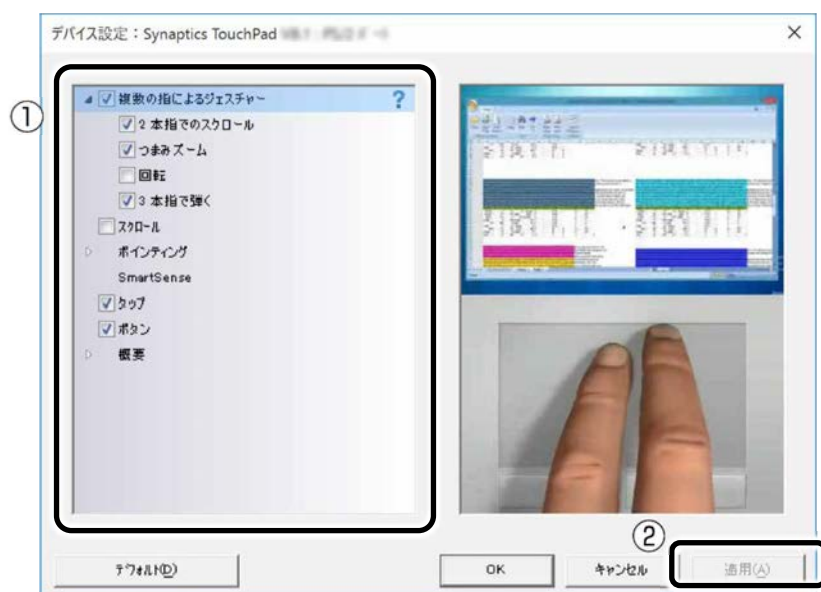 デバイス設定:Synaptics TouchPad
①
複数の指によるジェスチャー ?
2 本指でのスクロール
つまみズーム
回転
3 本指で弾く
スクロール
ポインティング
SmartSense
タップ
ボタン
概要
②
デフォルト(D)
OK
キャンセル
適用(A)